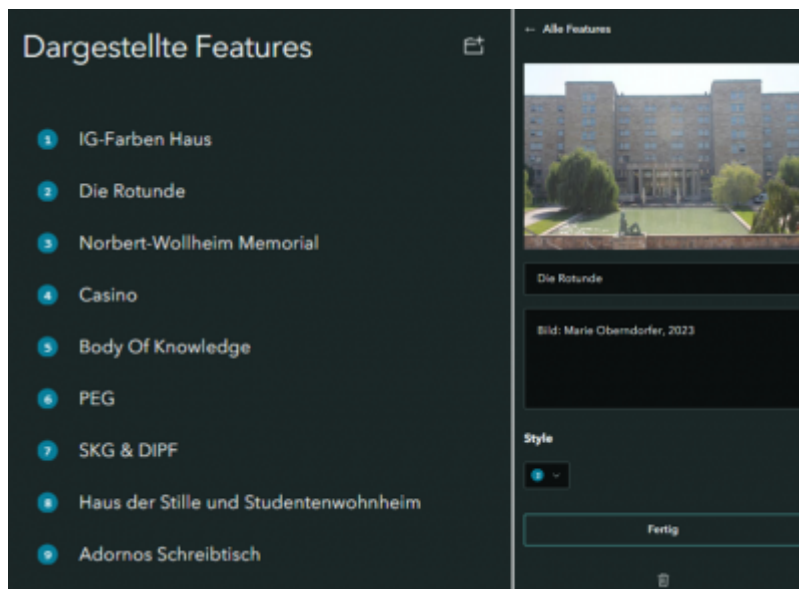 Dargestellte Features
1 IG-Farben Haus
2 Die Rotunde
3 Norbert-Wollheim Memorial
4 Casino
5 Body Of Knowledge
6 PEG
7 SKG & DIPF
8 Haus der Stille und Studentenwohnheim
9 Adornos Schreibtisch
← Alle Features
Die Rotunde
Bild: Marie Oberndorfer, 2023
Style
2
Fertig